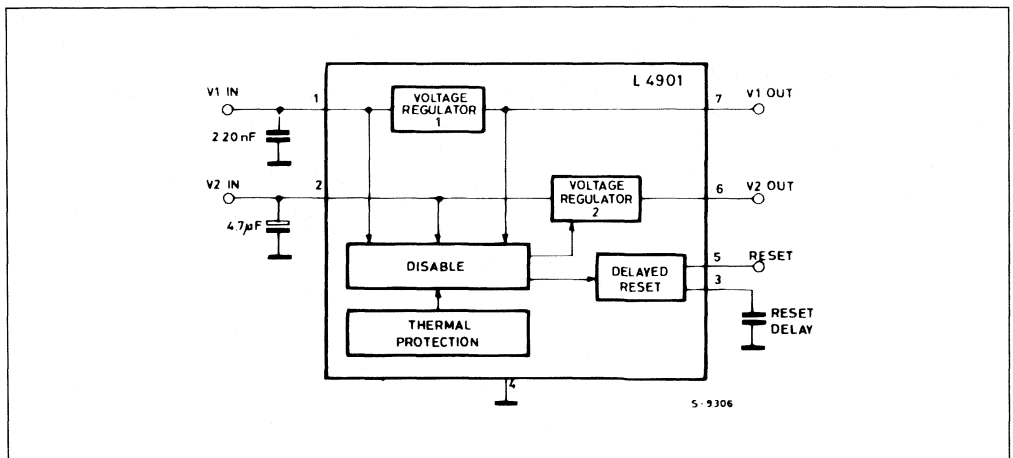 L 4901
V1 IN
1
VOLTAGE
REGULATOR
1
7
V1 OUT
220nF
V2 IN
2
VOLTAGE
REGULATOR
2
6
V2 OUT
4.7µF
DISABLE
DELAYED
RESET
5
RESET
3
RESET
DELAY
THERMAL
PROTECTION
4
S-9306